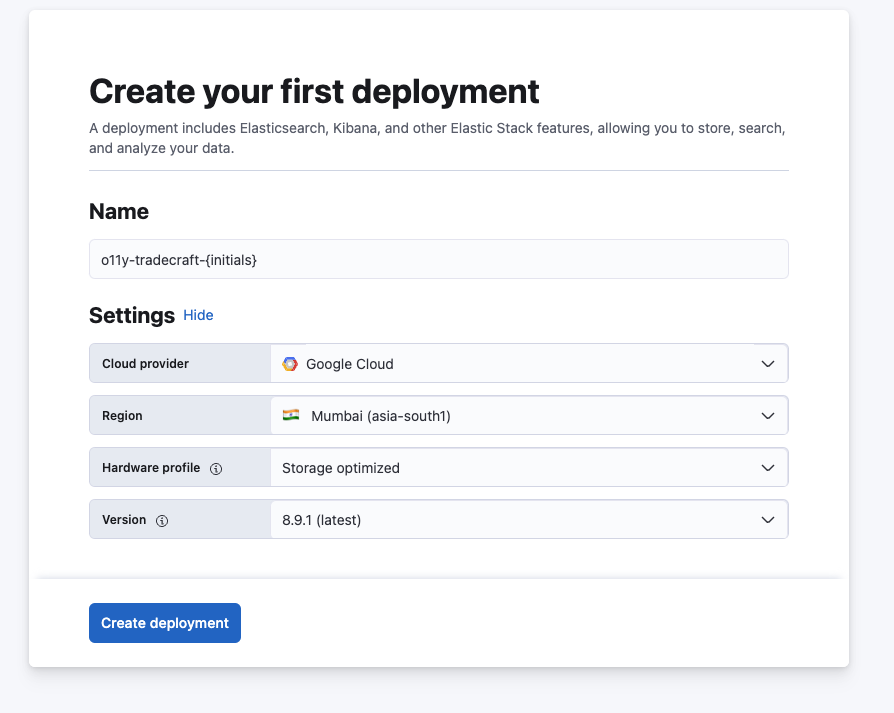 Create your first deployment
A deployment includes Elasticsearch, Kibana, and other Elastic Stack features, allowing you to store, search,
and analyze your data.
Name
o11y-tradecraft-{initials}
Settings Hide
Cloud provider Google Cloud
Region Mumbai (asia-south1)
Hardware profile Storage optimized
Version 8.9.1 (latest)
Create deployment